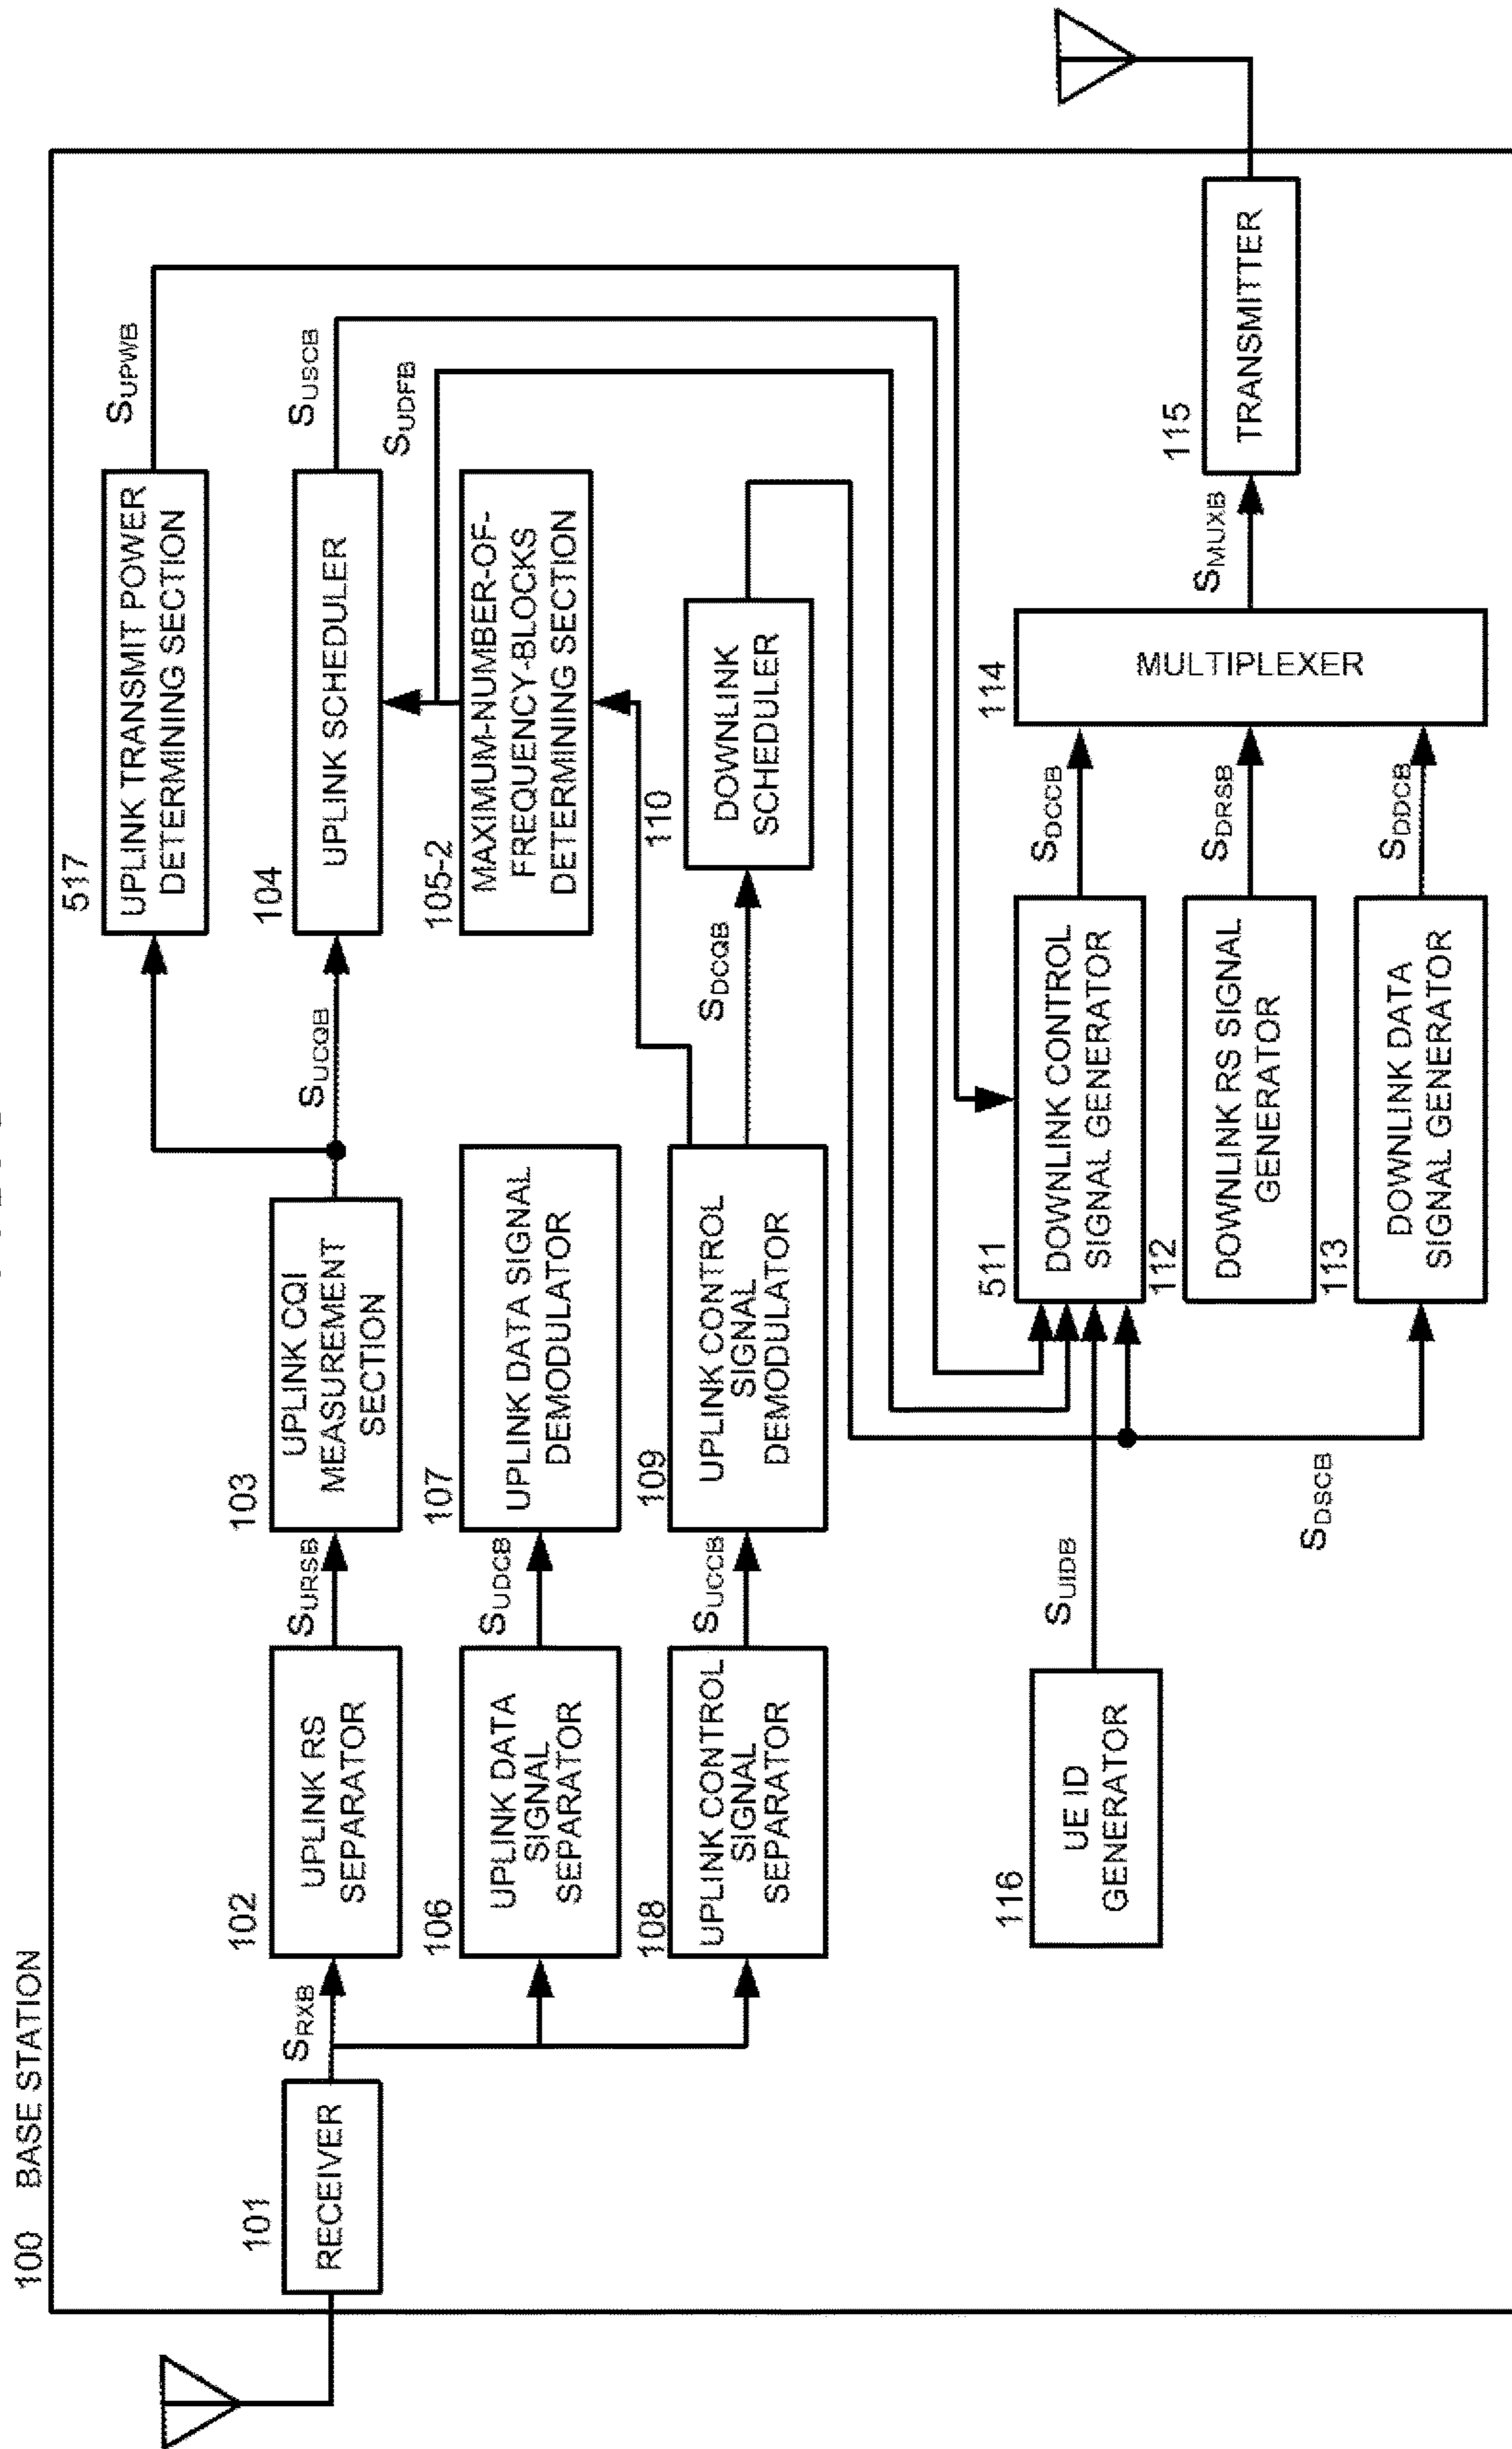 100 BASE STATION
101
RECEIVER
SRXB
102
UPLINK RS
SEPARATOR
SURSB
103
UPLINK CQI
MEASUREMENT
SECTION
SUCQB
517
UPLINK TRANSMIT POWER
DETERMINING SECTION
SUPWB
104
UPLINK SCHEDULER
SUSCB
SUDFB
105-2
MAXIMUM-NUMBER-OF-
FREQUENCY-BLOCKS
DETERMINING SECTION
106
UPLINK DATA
SIGNAL
SEPARATOR
SUDCB
107
UPLINK DATA SIGNAL
DEMODULATOR
108
UPLINK CONTROL
SIGNAL
SEPARATOR
SUCCB
109
UPLINK CONTROL
SIGNAL
DEMODULATOR
SDCQB
110
DOWNLINK
SCHEDULER
116
UE ID
GENERATOR
SUIDB
SDSCB
511
DOWNLINK CONTROL
SIGNAL GENERATOR
SDCCB
112
DOWNLINK RS SIGNAL
GENERATOR
SDRSB
113
DOWNLINK DATA
SIGNAL GENERATOR
SDDCB
114
MULTIPLEXER
SMUXB
115
TRANSMITTER